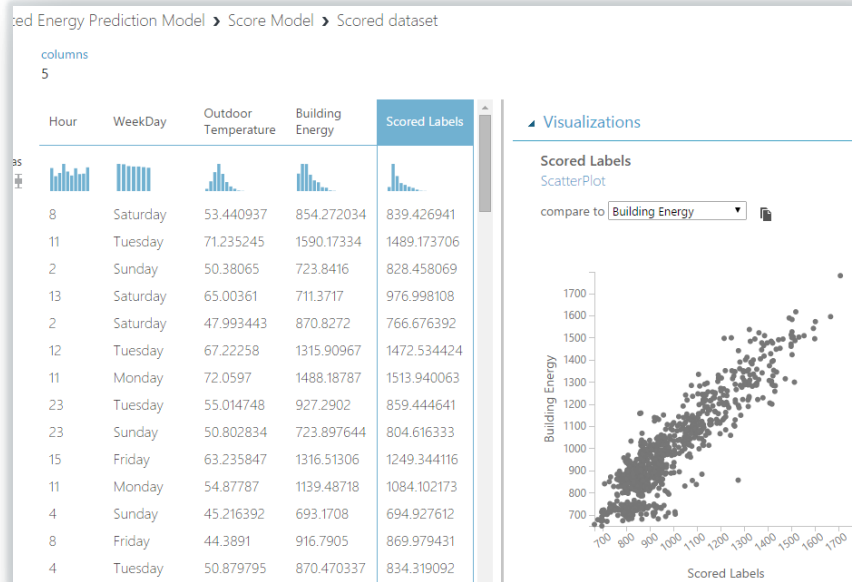 ced Energy Prediction Model › Score Model › Scored dataset
columns
5
as
Hour WeekDay Outdoor Temperature Building Energy Scored Labels
8 Saturday 53.440937 854.272034 839.426941
11 Tuesday 71.235245 1590.17334 1489.173706
2 Sunday 50.38065 723.8416 828.458069
13 Saturday 65.00361 711.3717 976.998108
2 Saturday 47.993443 870.8272 766.676392
12 Tuesday 67.22258 1315.90967 1472.534424
11 Monday 72.0597 1488.18787 1513.940063
23 Tuesday 55.014748 927.2902 859.444641
23 Sunday 50.802834 723.897644 804.616333
15 Friday 63.235847 1316.51306 1249.344116
11 Monday 54.87787 1139.48718 1084.102173
4 Sunday 45.216392 693.1708 694.927612
8 Friday 44.3891 916.7905 869.979431
4 Tuesday 50.879795 870.470337 834.319092
Visualizations
Scored Labels
ScatterPlot
compare to Building Energy
1700
1600
1500
1400
1300
1200
1100
1000
900
800
700
Building Energy
700 800 900 1000 1100 1200 1300 1400 1500 1600 1700
Scored Labels